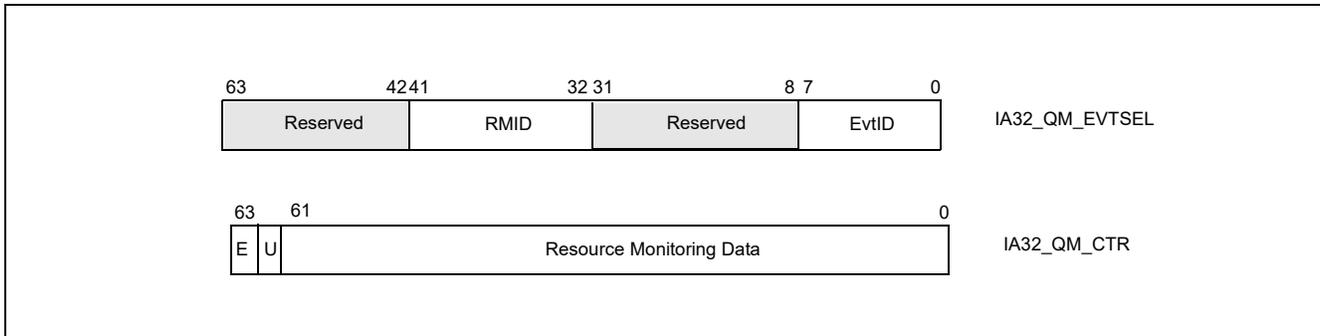 63 42 41 32 31 8 7 0
Reserved RMID Reserved EvtID IA32_QM_EVTSEL
63 61 0
E U Resource Monitoring Data IA32_QM_CTR